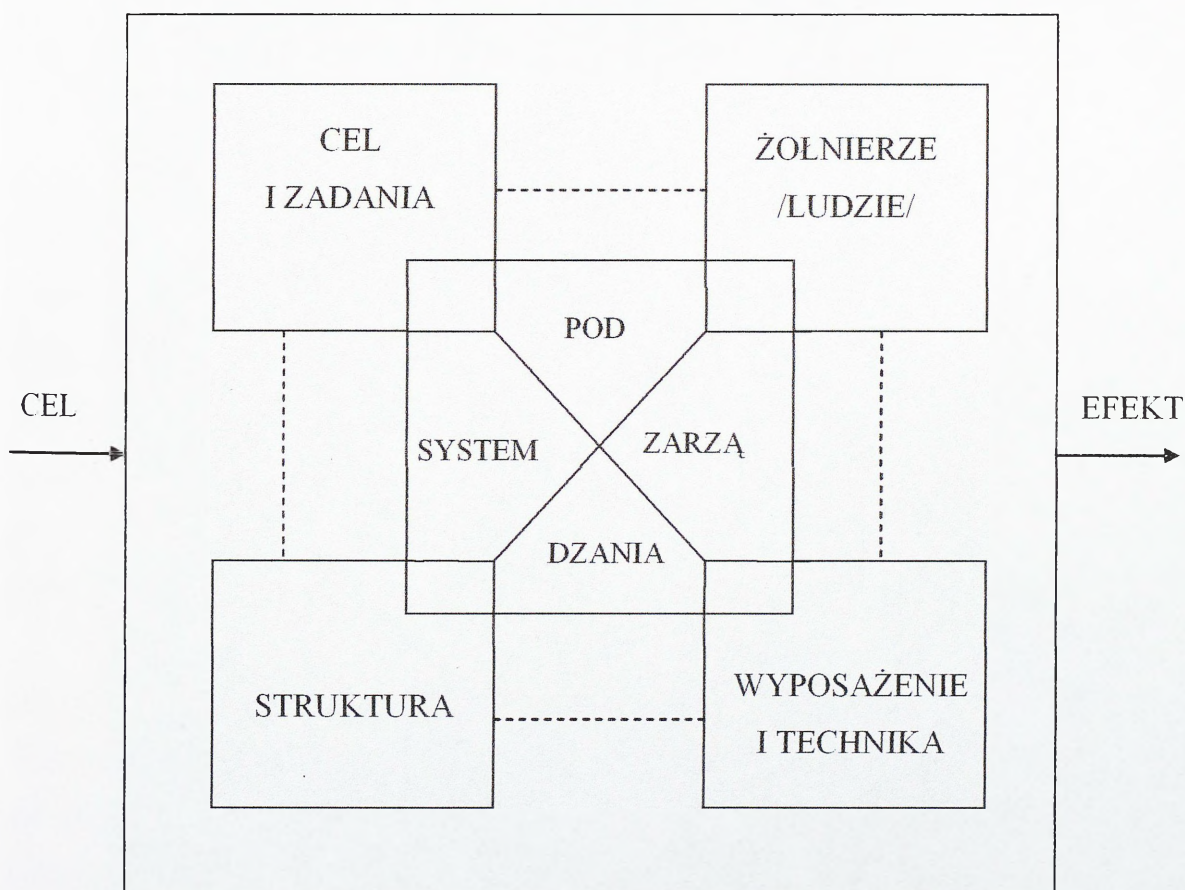 CEL
I ZADANIA
ŻOŁNIERZE
/LUDZIE/
POD
CEL
SYSTEM
ZARZĄ
EFEKT
DZANIA
STRUKTURA
WYPOSAŻENIE
I TECHNIKA